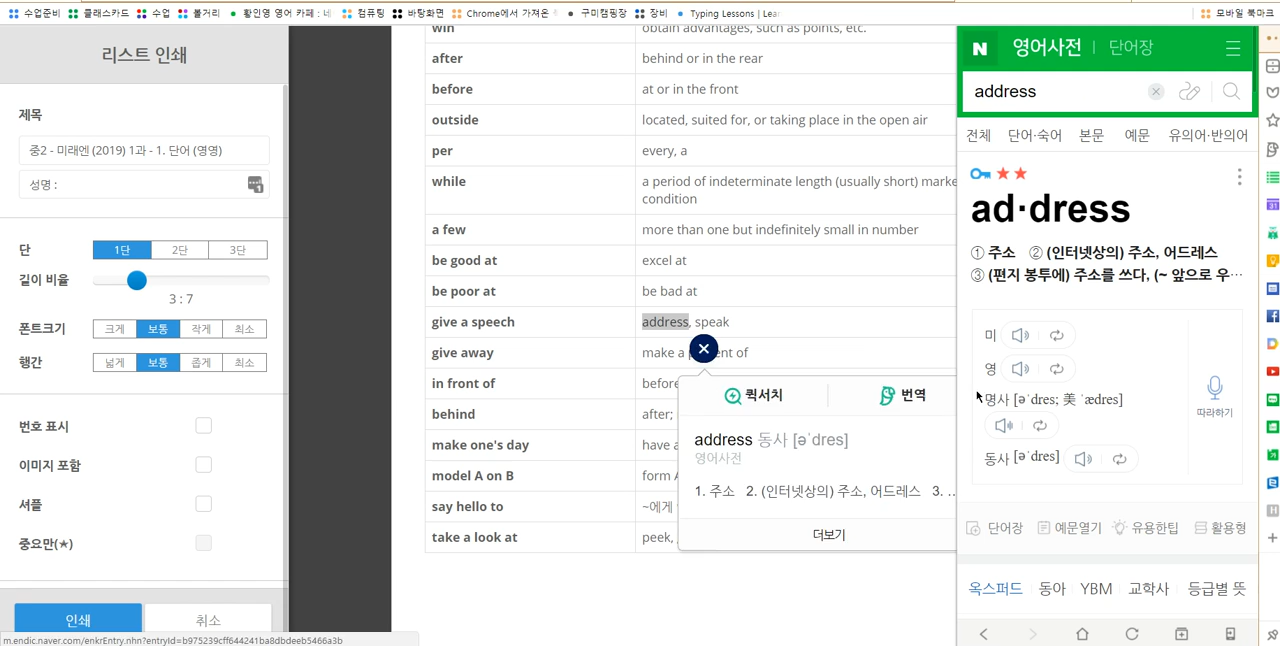 수업준비 클래스카드 수업 볼거리 황인영 영어 카페 : 네 컴퓨팅 바탕화면 Chrome에서 가져온 구미캠핑장 장비 Typing Lessons | Lear 모바일 북마크
리스트 인쇄
제목
중2 - 미래엔 (2019) 1과 - 1. 단어 (영영)
성명 :
단 1단 2단 3단
길이 비율
3 : 7
폰트크기 크게 보통 작게 최소
행간 넓게 보통 좁게 최소
번호 표시
이미지 포함
셔플
중요만(★)
인쇄 취소
m.endic.naver.com/enkrEntry.nhn?entryId=b975239cff644241ba8dbdeeb5466a3b
win obtain advantages, such as points, etc.
after behind or in the rear
before at or in the front
outside located, suited for, or taking place in the open air
per every, a
while a period of indeterminate length (usually short) marke
condition
a few more than one but indefinitely small in number
be good at excel at
be poor at be bad at
give a speech address, speak
give away make a p ent of
in front of before
behind after;
make one's day have a
model A on B form A
say hello to ~에게
take a look at peek,
퀵서치 번역
address 동사 [əˈdres]
영어사전
1. 주소 2. (인터넷상의) 주소, 어드레스 3. ..
더보기
N 영어사전 | 단어장
address
전체 단어·숙어 본문 예문 유의어·반의어
ad·dress
① 주소 ② (인터넷상의) 주소, 어드레스
③ (편지 봉투에) 주소를 쓰다, (~ 앞으로 우…
미
영
명사 [əˈdres; 美 ˈædres]
동사 [əˈdres]
따라하기
단어장 예문열기 유용한팁 활용형
옥스퍼드 동아 YBM 교학사 등급별 뜻